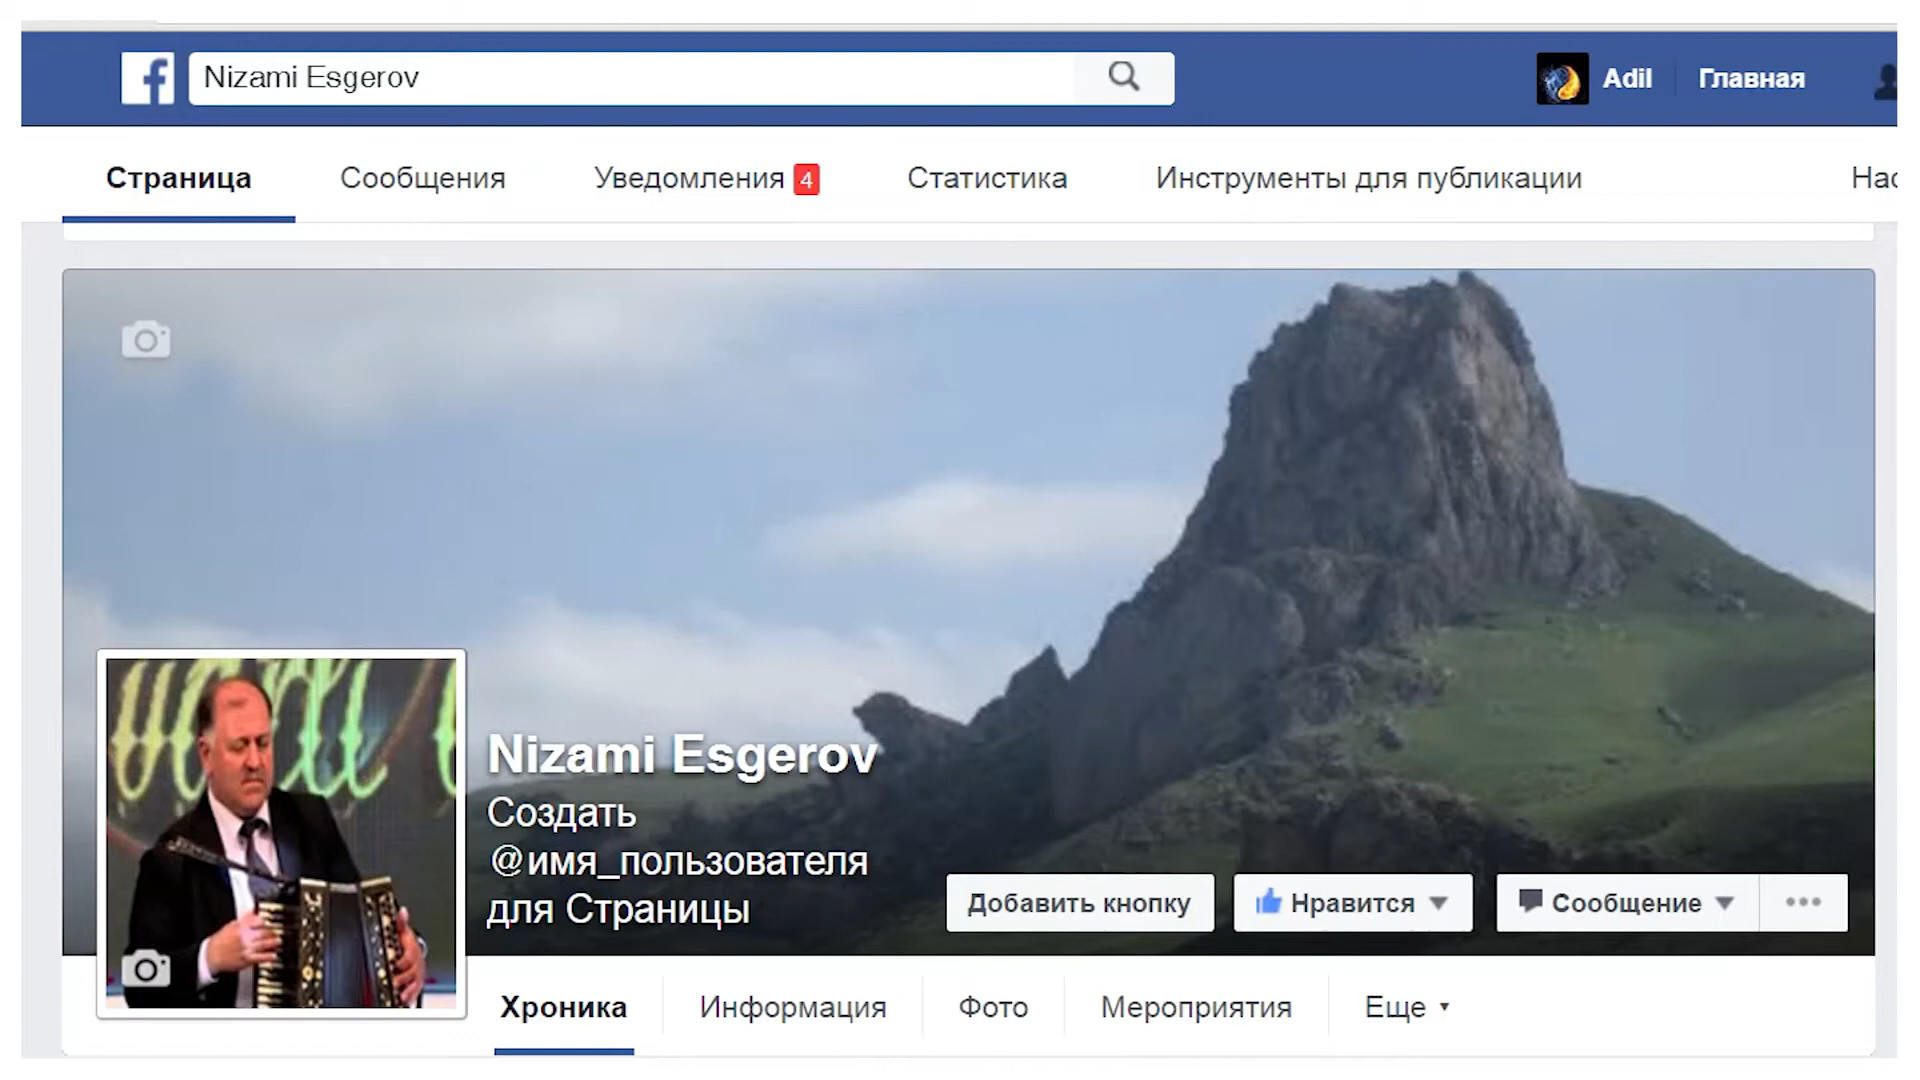 Nizami Esgerov
Adil
Главная
Страница
Сообщения
Уведомления 4
Статистика
Инструменты для публикации
Нас
Nizami Esgerov
Создать
@имя_пользователя
для Страницы
Добавить кнопку
Нравится
Сообщение
Хроника
Информация
Фото
Мероприятия
Еще